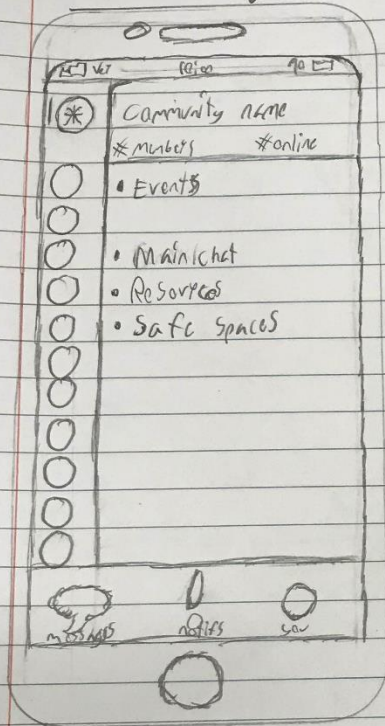 *
Community name
# members #online
• Events
• Mainchat
• Resources
• Safe Spaces
messages notifs you